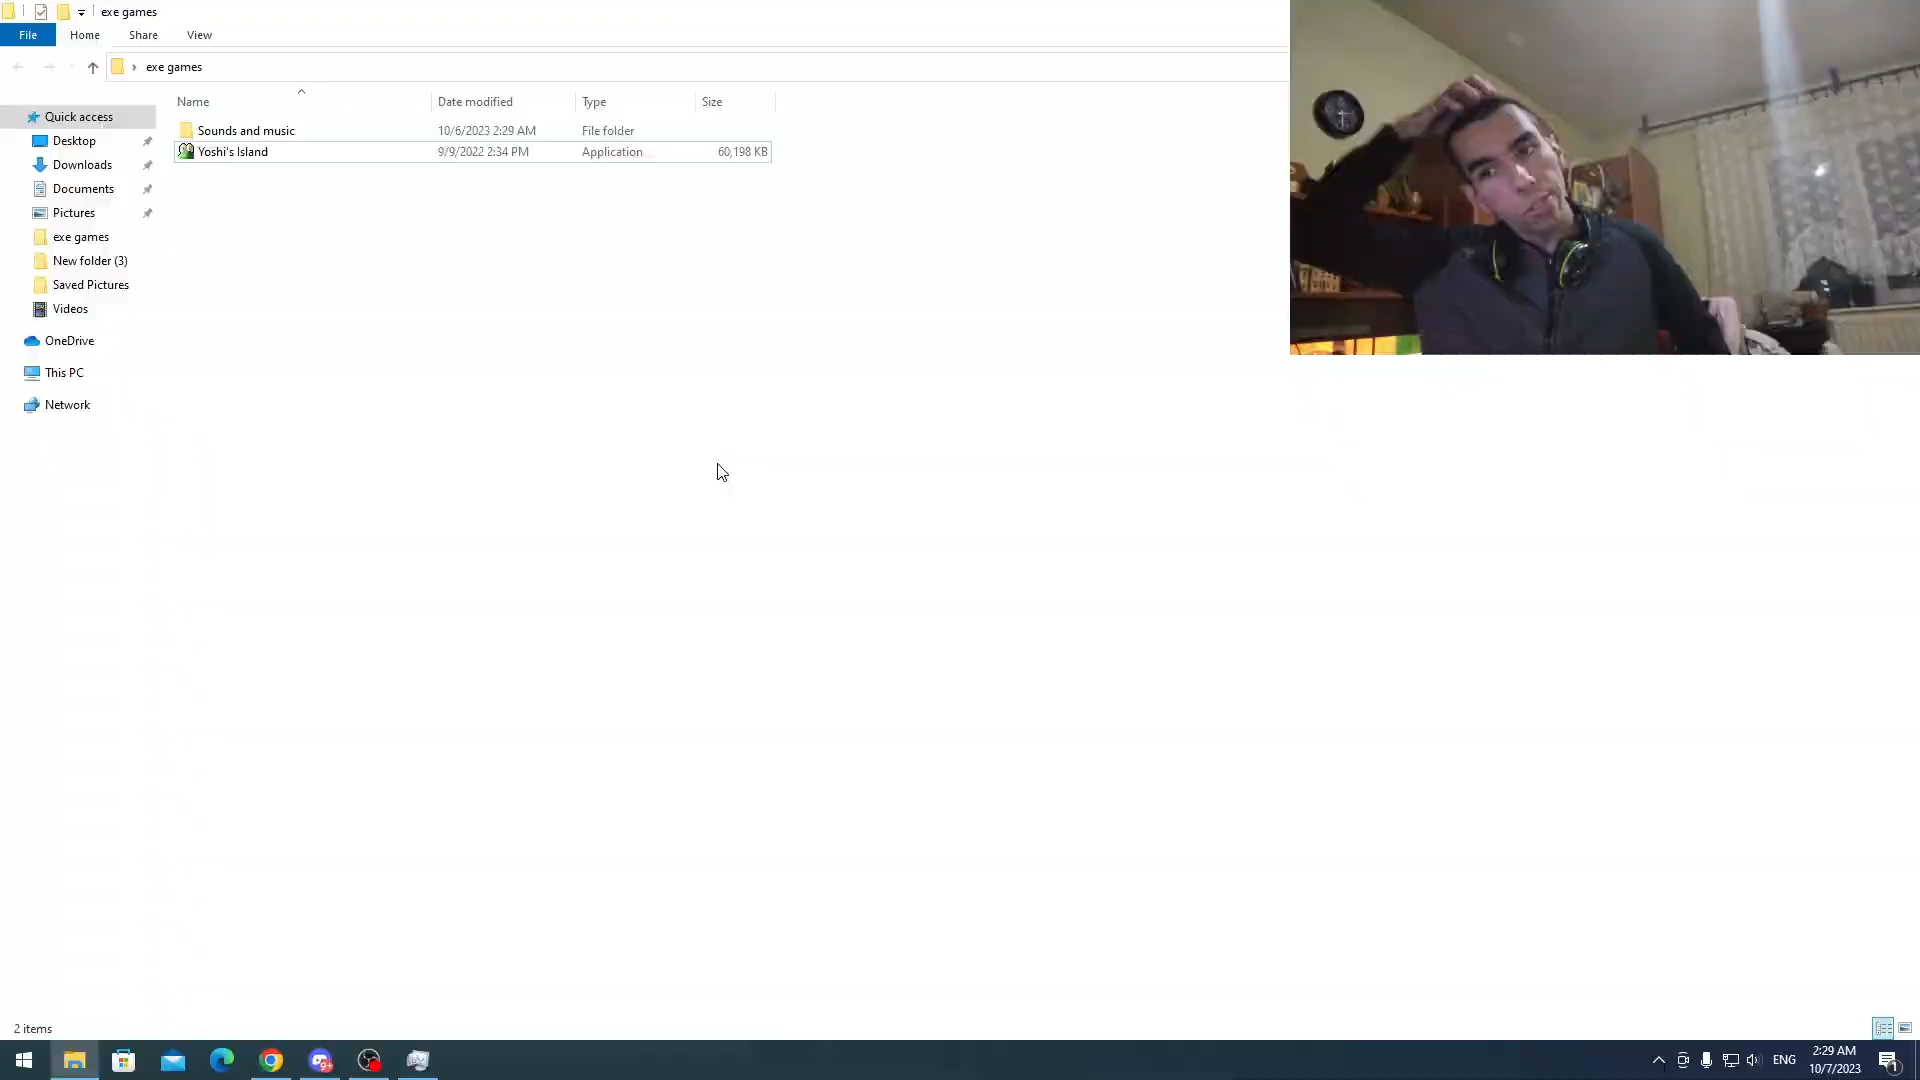 exe games
File Home Share View
exe games
Name Date modified Type Size
Sounds and music 10/6/2023 2:29 AM File folder
Yoshi's Island 9/9/2022 2:34 PM Application 60,198 KB
Quick access
Desktop
Downloads
Documents
Pictures
exe games
New folder (3)
Saved Pictures
Videos
OneDrive
This PC
Network
2 items
9+
ENG
2:29 AM
10/7/2023
1